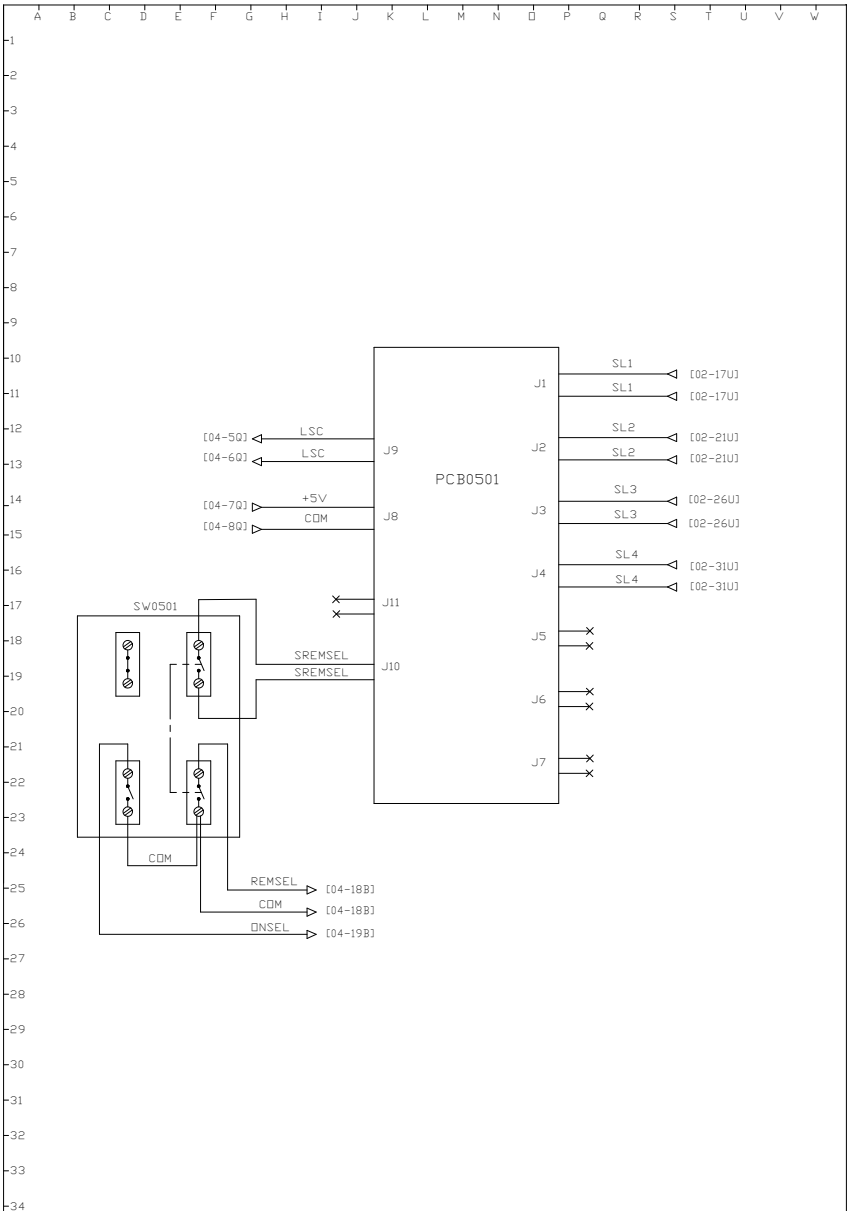 A B C D E F G H I J K L M N O P Q R S T U V W
1
2
3
4
5
6
7
8
9
10
11
12
13
14
15
16
17
18
19
20
21
22
23
24
25
26
27
28
29
30
31
32
33
34
SL1
[02-17U]
J1
SL1
[02-17U]
[04-5Q]
LSC
[04-6Q]
LSC
J9
SL2
[02-21U]
J2
SL2
[02-21U]
PCB0501
[04-7Q]
+5V
[04-8Q]
COM
J8
SL3
[02-26U]
J3
SL3
[02-26U]
SL4
[02-31U]
J4
SL4
[02-31U]
SW0501
J11
J5
SREMSEL
SREMSEL
J10
J6
J7
COM
REMSEL
[04-18B]
COM
[04-18B]
ONSEL
[04-19B]